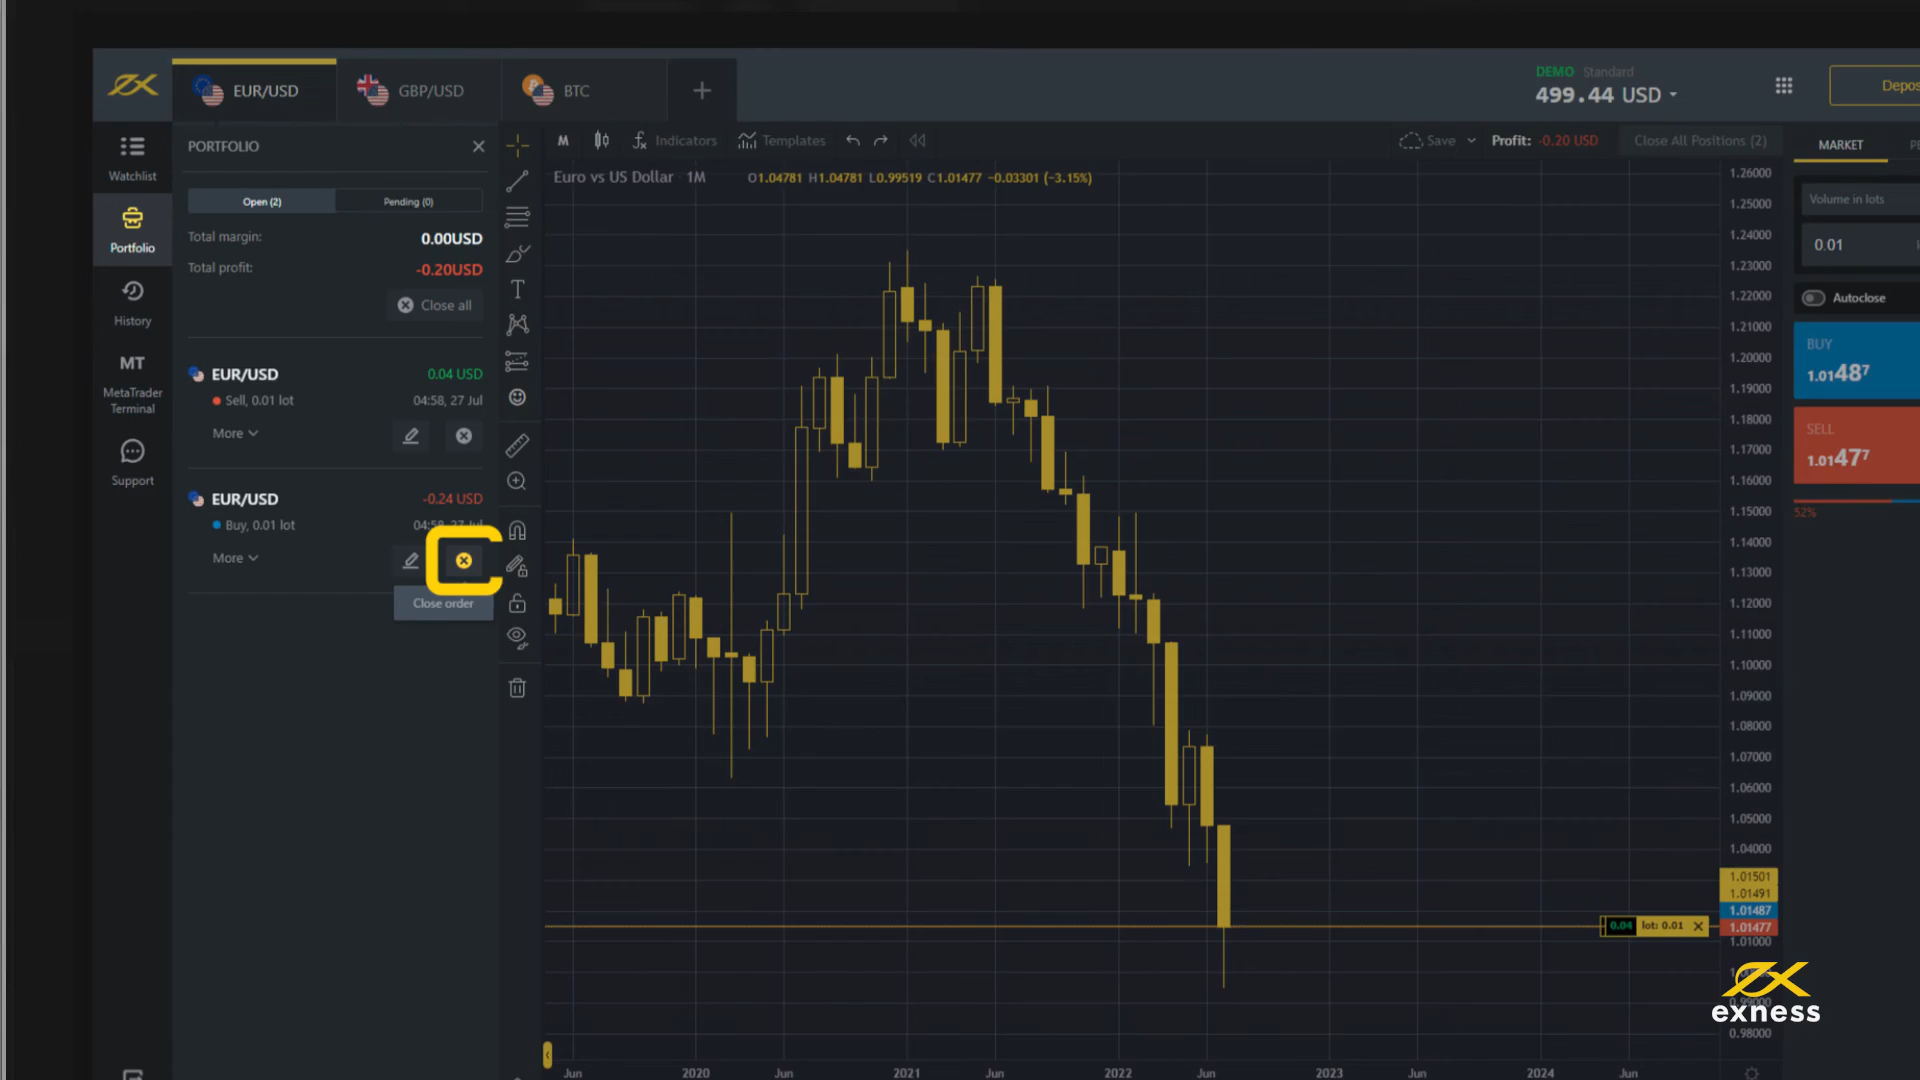 EUR/USD
GBP/USD
BTC
DEMO Standard
499.44 USD
Watchlist
Portfolio
History
MT
MetaTrader
Terminal
Support
PORTFOLIO
Open (2)
Pending (0)
Total margin:
0.00USD
Total profit:
-0.20USD
Close all
EUR/USD
0.04 USD
Sell, 0.01 lot
04:58, 27 Jul
More
EUR/USD
-0.24 USD
Buy, 0.01 lot
04:58, 27 Jul
More
Close order
M
Indicators
Templates
Save
Profit: -0.20 USD
Close All Positions (2)
Euro vs US Dollar 1M
O1.04781 H1.04781 L0.99519 C1.01477 -0.03301 (-3.15%)
1.26000
1.25000
1.24000
1.23000
1.22000
1.21000
1.20000
1.19000
1.18000
1.17000
1.16000
1.15000
1.14000
1.13000
1.12000
1.11000
1.10000
1.09000
1.08000
1.07000
1.06000
1.05000
1.04000
1.01501
1.01491
1.01487
1.01477
1.01000
0.98000
0.04 lot: 0.01
Jun
2020
Jun
2021
Jun
2022
Jun
2023
Jun
2024
Jun
MARKET
Volume in lots
0.01
Autoclose
BUY
1.01487
SELL
1.01477
52%
exness